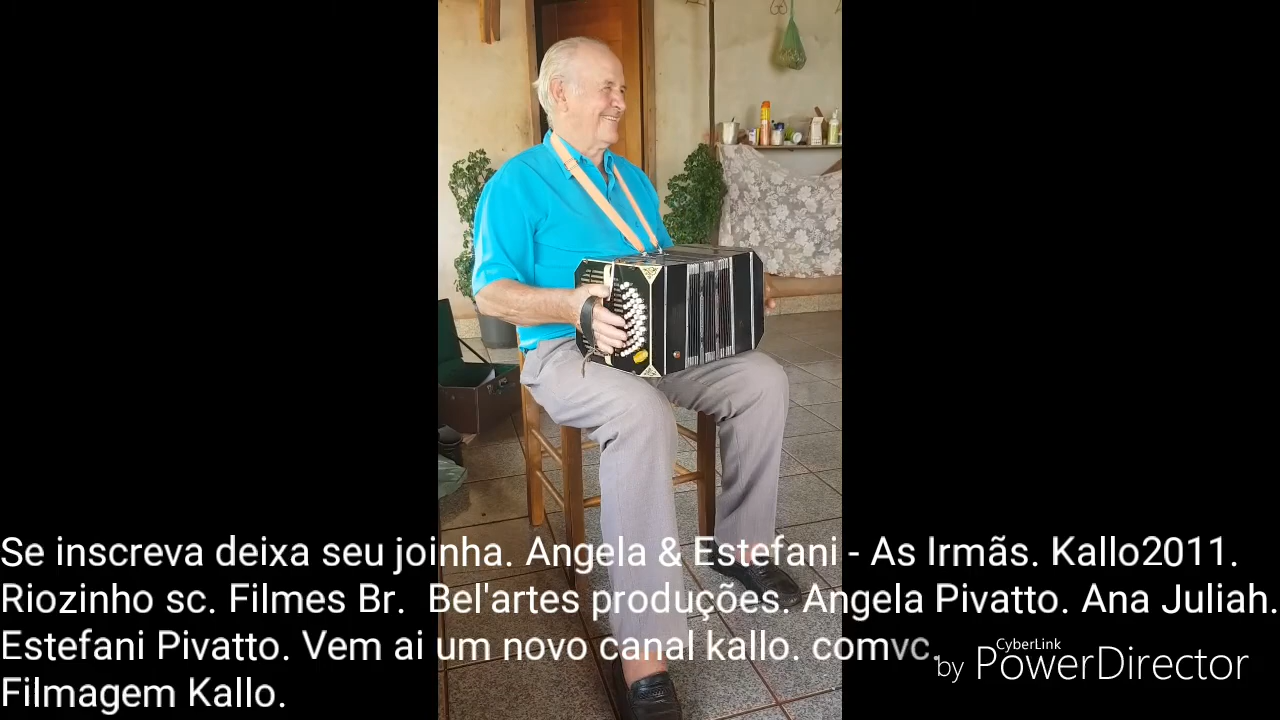 Se inscreva deixa seu joinha. Angela & Estefani - As Irmãs. Kallo2011.
Riozinho sc. Filmes Br.  Bel'artes produções. Angela Pivatto. Ana Juliah.
Estefani Pivatto. Vem ai um novo canal kallo. comvc.
Filmagem Kallo.
CyberLink
by PowerDirector